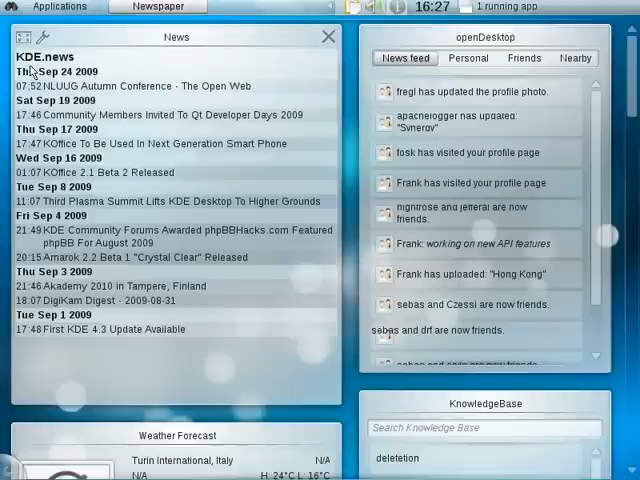 Applications
Newspaper
16:27
1 running app
News
KDE.news
Thu Sep 24 2009
07:52 NLUUG Autumn Conference - The Open Web
Sat Sep 19 2009
17:46 Community Members Invited To Qt Developer Days 2009
Thu Sep 17 2009
17:47 KOffice To Be Used In Next Generation Smart Phone
Wed Sep 16 2009
01:07 KOffice 2.1 Beta 2 Released
Tue Sep 8 2009
11:07 Third Plasma Summit Lifts KDE Desktop To Higher Grounds
Fri Sep 4 2009
21:49 KDE Community Forums Awarded phpBBHacks.com Featured
phpBB For August 2009
20:15 Amarok 2.2 Beta 1 "Crystal Clear" Released
Thu Sep 3 2009
21:46 Akademy 2010 in Tampere, Finland
18:07 DigiKam Digest - 2009-08-31
Tue Sep 1 2009
17:48 First KDE 4.3 Update Available
Weather Forecast
Turin International, Italy
N/A
N/A
H: 24°C L: 16°C
openDesktop
News feed
Personal
Friends
Nearby
fregl has updated the profile photo.
apachelogger has updated:
"Synergy"
fosk has visited your profile page
Frank has visited your profile page
nightrose and jefferai are now
friends.
Frank: working on new API features
Frank has uploaded: "Hong Kong"
sebas and Czessi are now friends.
sebas and drf are now friends.
KnowledgeBase
Search Knowledge Base
deletetion